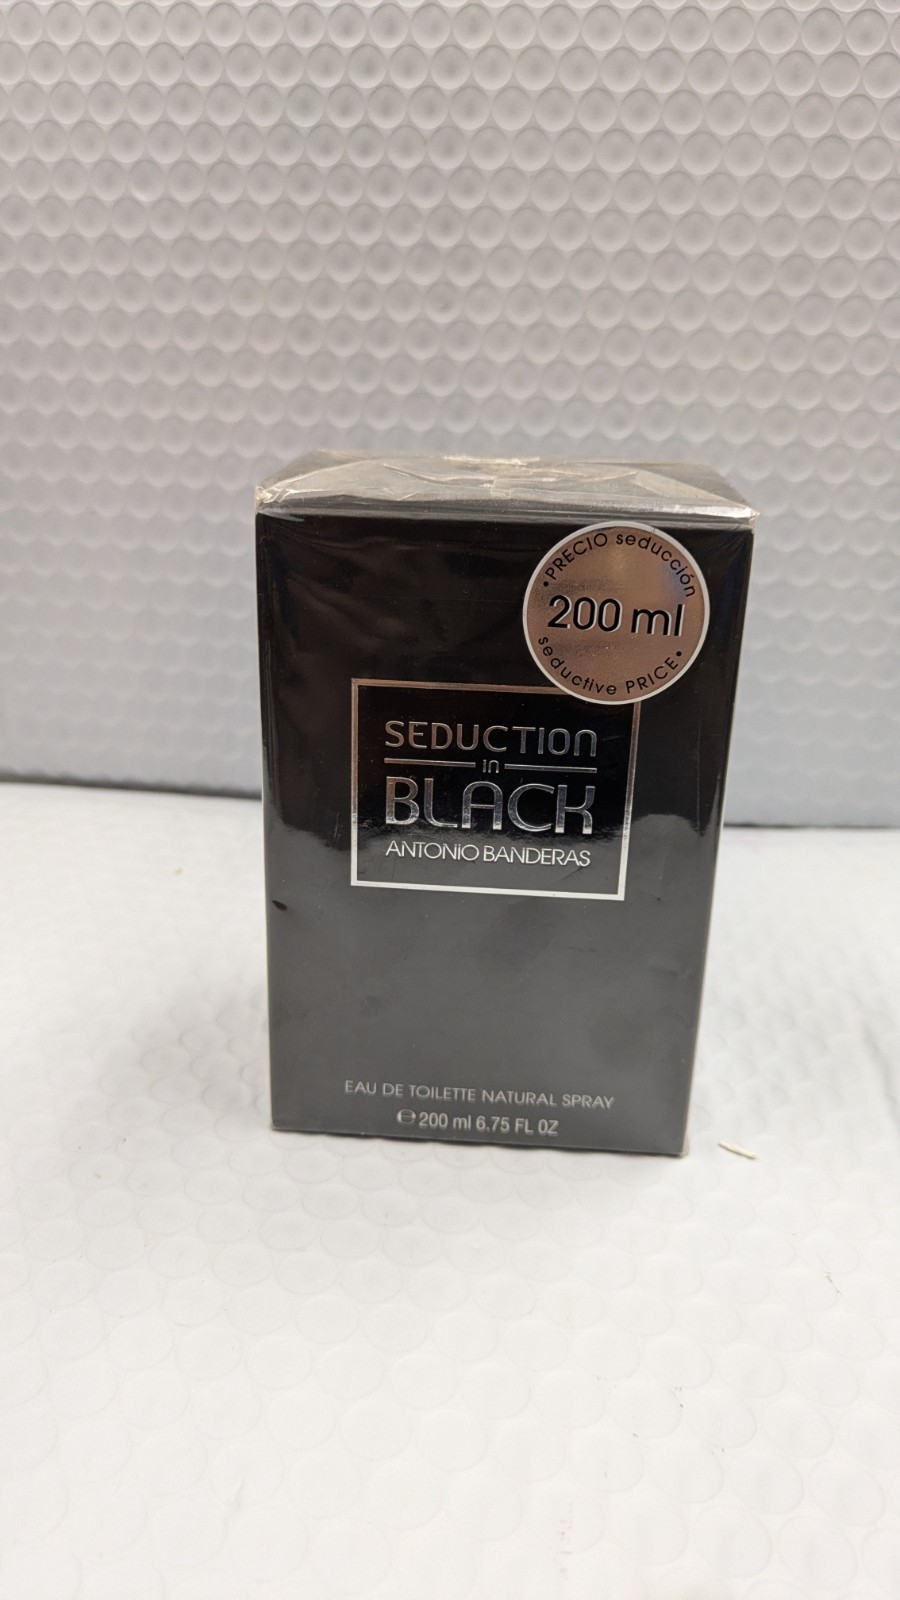 • PRECIO seducción
200 ml
seductive PRICE •
SEDUCTION
in
BLACK
ANTONIO BANDERAS
EAU DE TOILETTE NATURAL SPRAY
℮ 200 ml 6.75 FL OZ